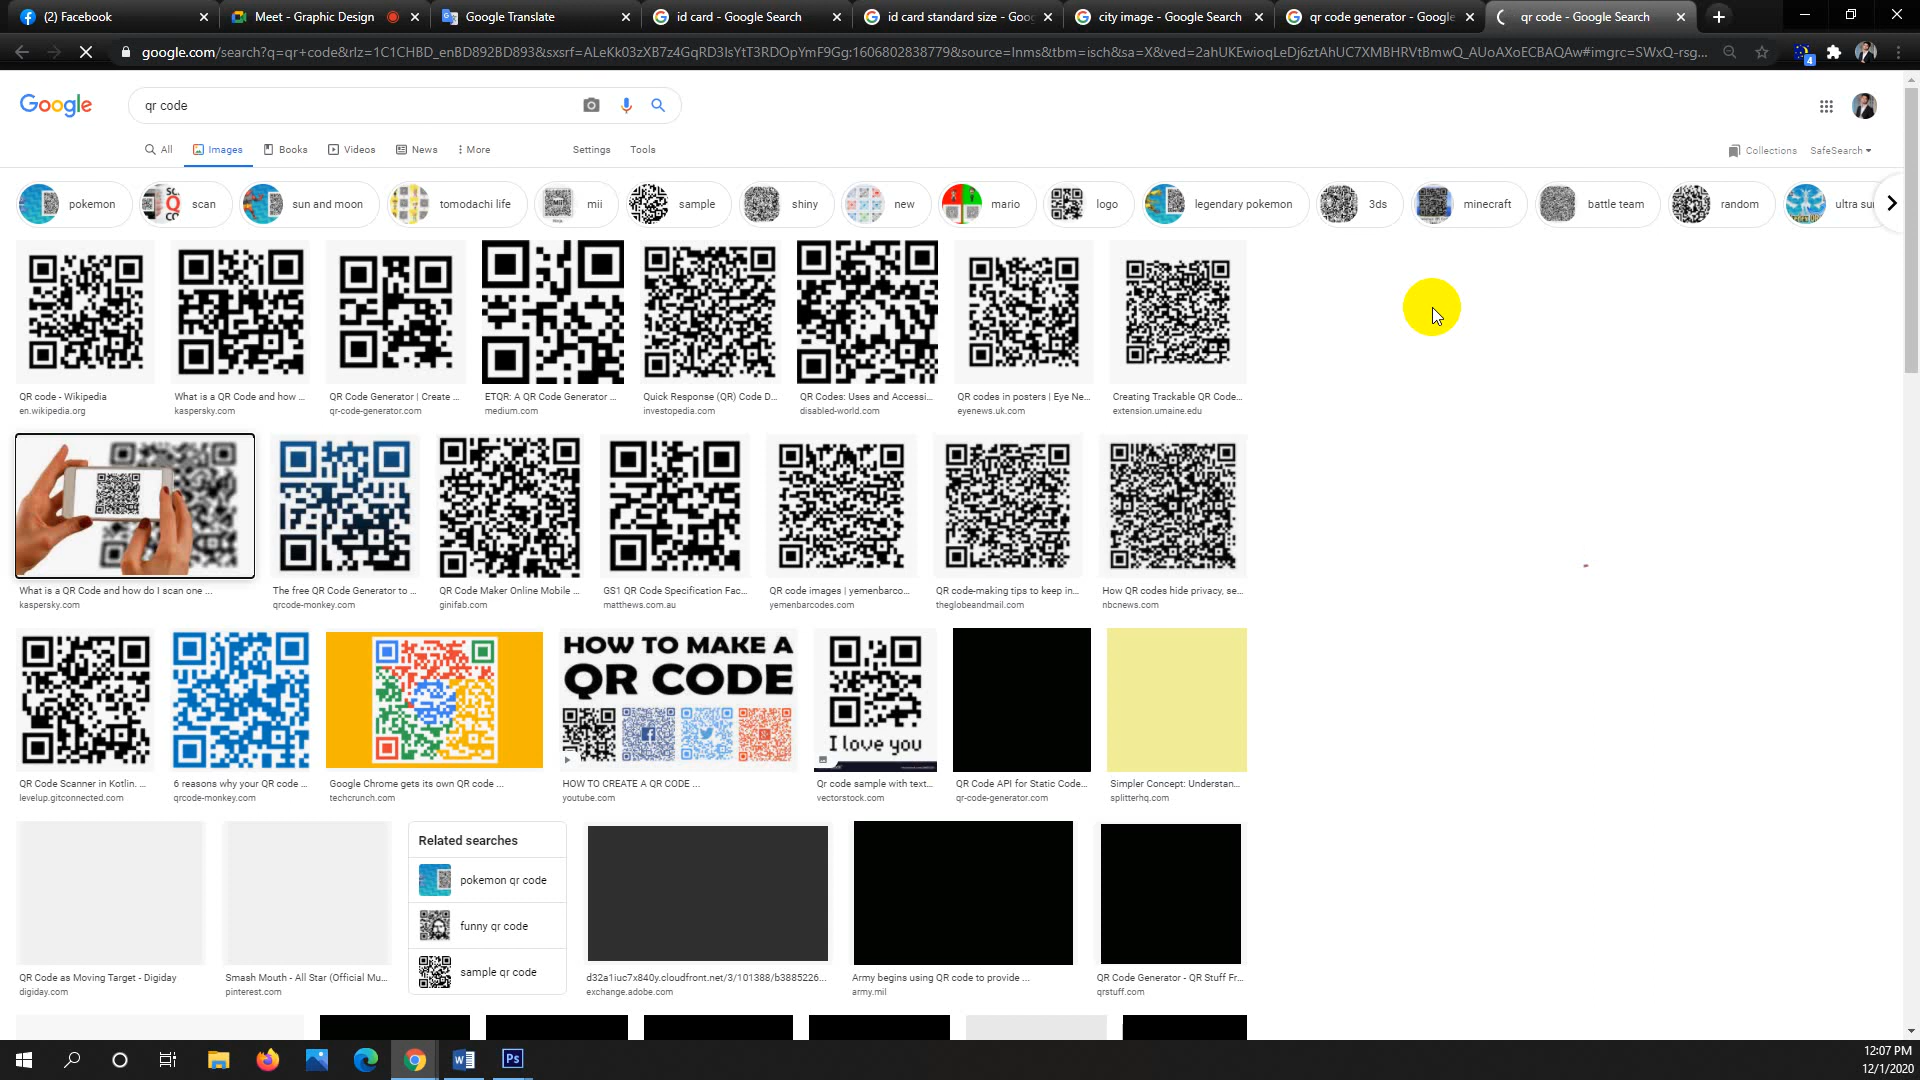 (2) Facebook
Meet - Graphic Design
Google Translate
id card - Google Search
id card standard size - Goog
city image - Google Search
qr code generator - Google
qr code - Google Search
google.com/search?q=qr+code&rlz=1C1CHBD_enBD892BD893&sxsrf=ALeKk03zXB7z4GqRD3lsYtT3RDOpYmF9Gg:1606802838779&source=lnms&tbm=isch&sa=X&ved=2ahUKEwioqLeDj6ztAhUC7XMBHRVtBmwQ_AUoAXoECBAQAw#imgrc=SWxQ-rsg...
4
Google
qr code
All Images Books Videos News More Settings Tools
Collections SafeSearch
pokemon scan sun and moon tomodachi life mii sample shiny new mario logo legendary pokemon 3ds minecraft battle team random ultra su
QR code - Wikipedia
en.wikipedia.org
What is a QR Code and how ...
kaspersky.com
QR Code Generator | Create ...
qr-code-generator.com
ETQR: A QR Code Generator ...
medium.com
Quick Response (QR) Code D...
investopedia.com
QR Codes: Uses and Accessi...
disabled-world.com
QR codes in posters | Eye Ne...
eyenews.uk.com
Creating Trackable QR Code...
extension.umaine.edu
What is a QR Code and how do I scan one ...
kaspersky.com
The free QR Code Generator to ...
qrcode-monkey.com
QR Code Maker Online Mobile ...
ginifab.com
GS1 QR Code Specification Fac...
matthews.com.au
QR code images | yemenbarco...
yemenbarcodes.com
QR code-making tips to keep in...
theglobeandmail.com
How QR codes hide privacy, se...
nbcnews.com
HOW TO MAKE A
QR CODE
I love you
QR Code Scanner in Kotlin. ...
levelup.gitconnected.com
6 reasons why your QR code ...
qrcode-monkey.com
Google Chrome gets its own QR code ...
techcrunch.com
HOW TO CREATE A QR CODE ...
youtube.com
Qr code sample with text...
vectorstock.com
QR Code API for Static Code...
qr-code-generator.com
Simpler Concept: Understan...
splitterhq.com
Related searches
pokemon qr code
funny qr code
sample qr code
QR Code as Moving Target - Digiday
digiday.com
Smash Mouth - All Star (Official Mu...
pinterest.com
d32a1iuc7x840y.cloudfront.net/3/101388/b3885226...
exchange.adobe.com
Army begins using QR code to provide ...
army.mil
QR Code Generator - QR Stuff Fr...
qrstuff.com
12:07 PM
12/1/2020